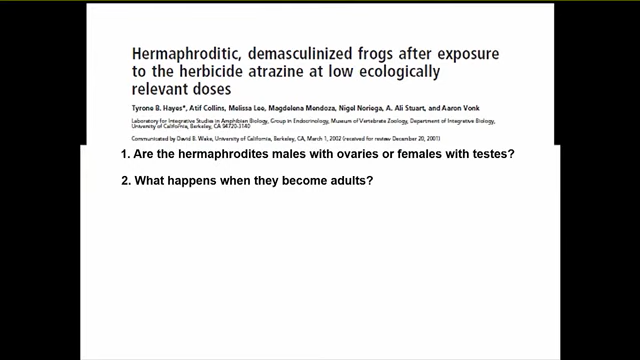 Hermaphroditic, demasculinized frogs after exposure
to the herbicide atrazine at low ecologically
relevant doses
Tyrone B. Hayes*, Atif Collins, Melissa Lee, Magdelena Mendoza, Nigel Noriega, A. Ali Stuart, and Aaron Vonk
Laboratory for Integrative Studies in Amphibian Biology, Group in Endocrinology, Museum of Vertebrate Zoology, Department of Integrative Biology,
University of California, Berkeley, CA 94720-3140
Communicated by David B. Wake, University of California, Berkeley, CA, March 1, 2002 (received for review December 20, 2001)
1. Are the hermaphrodites males with ovaries or females with testes?
2. What happens when they become adults?